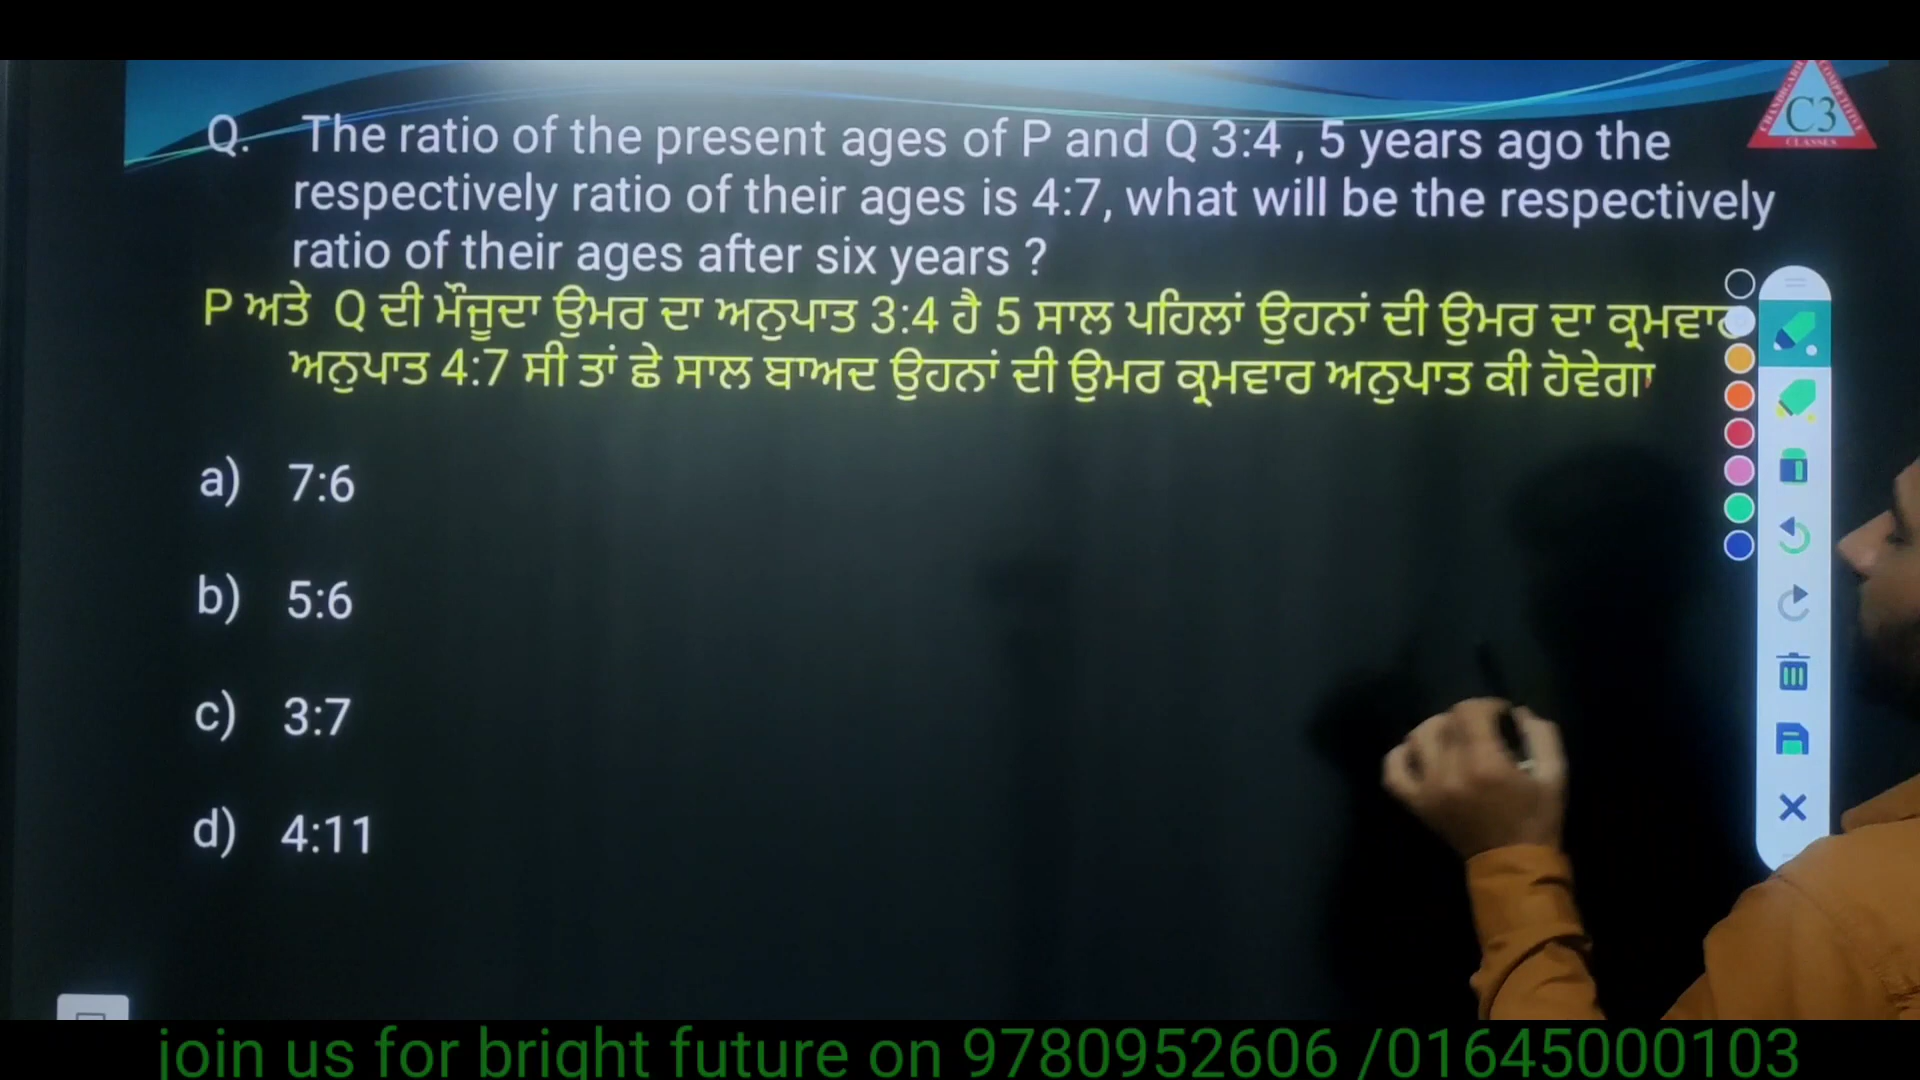 Q. The ratio of the present ages of P and Q 3:4 , 5 years ago the
respectively ratio of their ages is 4:7, what will be the respectively
ratio of their ages after six years ?
P ਅਤੇ Q ਦੀ ਮੌਜੂਦਾ ਉਮਰ ਦਾ ਅਨੁਪਾਤ 3:4 ਹੈ 5 ਸਾਲ ਪਹਿਲਾਂ ਉਹਨਾਂ ਦੀ ਉਮਰ ਦਾ ਕ੍ਰਮਵਾਰ
ਅਨੁਪਾਤ 4:7 ਸੀ ਤਾਂ ਛੇ ਸਾਲ ਬਾਅਦ ਉਹਨਾਂ ਦੀ ਉਮਰ ਕ੍ਰਮਵਾਰ ਅਨੁਪਾਤ ਕੀ ਹੋਵੇਗਾ
a) 7:6
b) 5:6
c) 3:7
d) 4:11
CHANDIGARH COMPETITIVE
C3
CLASSES
join us for bright future on 9780952606 /01645000103